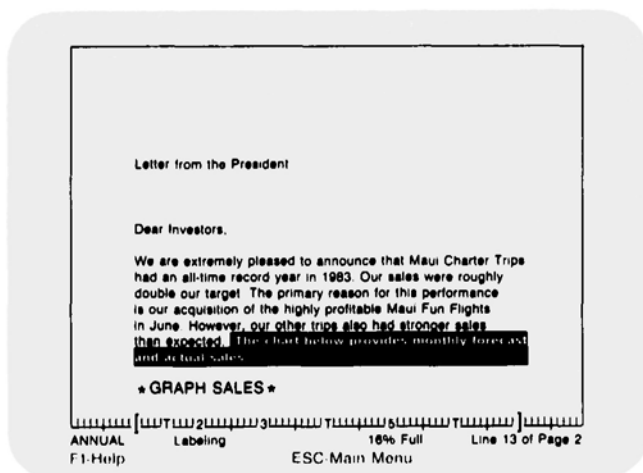 Letter from the President
Dear Investors,
We are extremely pleased to announce that Maui Charter Trips
had an all-time record year in 1983. Our sales were roughly
double our target. The primary reason for this performance
is our acquisition of the highly profitable Maui Fun Flights
in June. However, our other trips also had stronger sales
than expected. The chart below provides monthly forecast
and actual sales
★ GRAPH SALES ★
[ T 2 3 T 5 T ]
ANNUAL Labeling 16% Full Line 13 of Page 2
F1-Help ESC-Main Menu